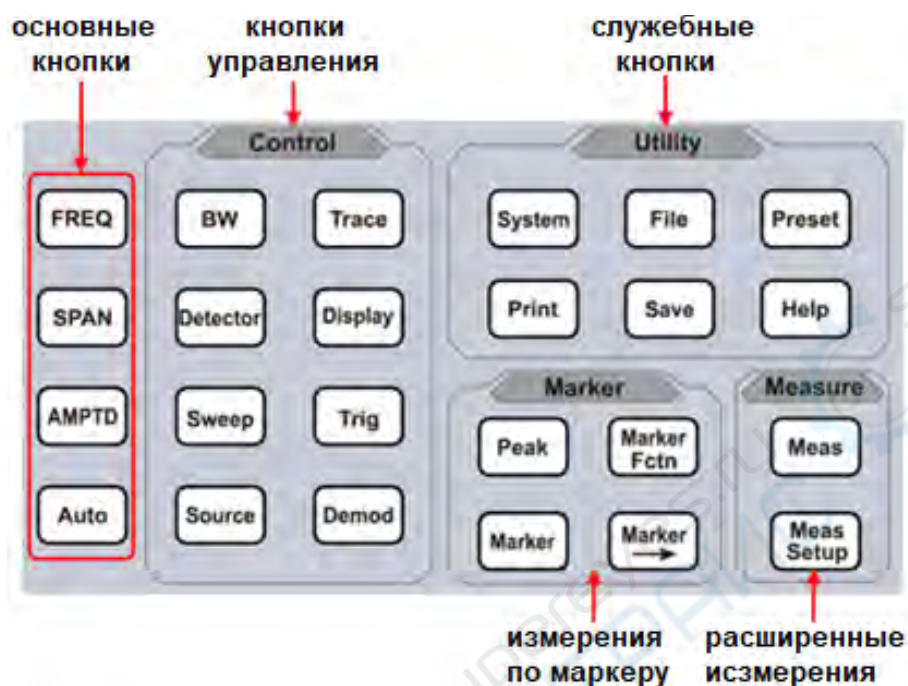 основные
кнопки
кнопки
управления
служебные
кнопки
Control
Utility
FREQ
BW
Trace
System
File
Preset
SPAN
Detector
Display
Print
Save
Help
Marker
Measure
AMPTD
Sweep
Trig
Peak
Marker
Fctn
Meas
Auto
Source
Demod
Marker
Marker
→
Meas
Setup
измерения
по маркеру
расширенные
исзмерения